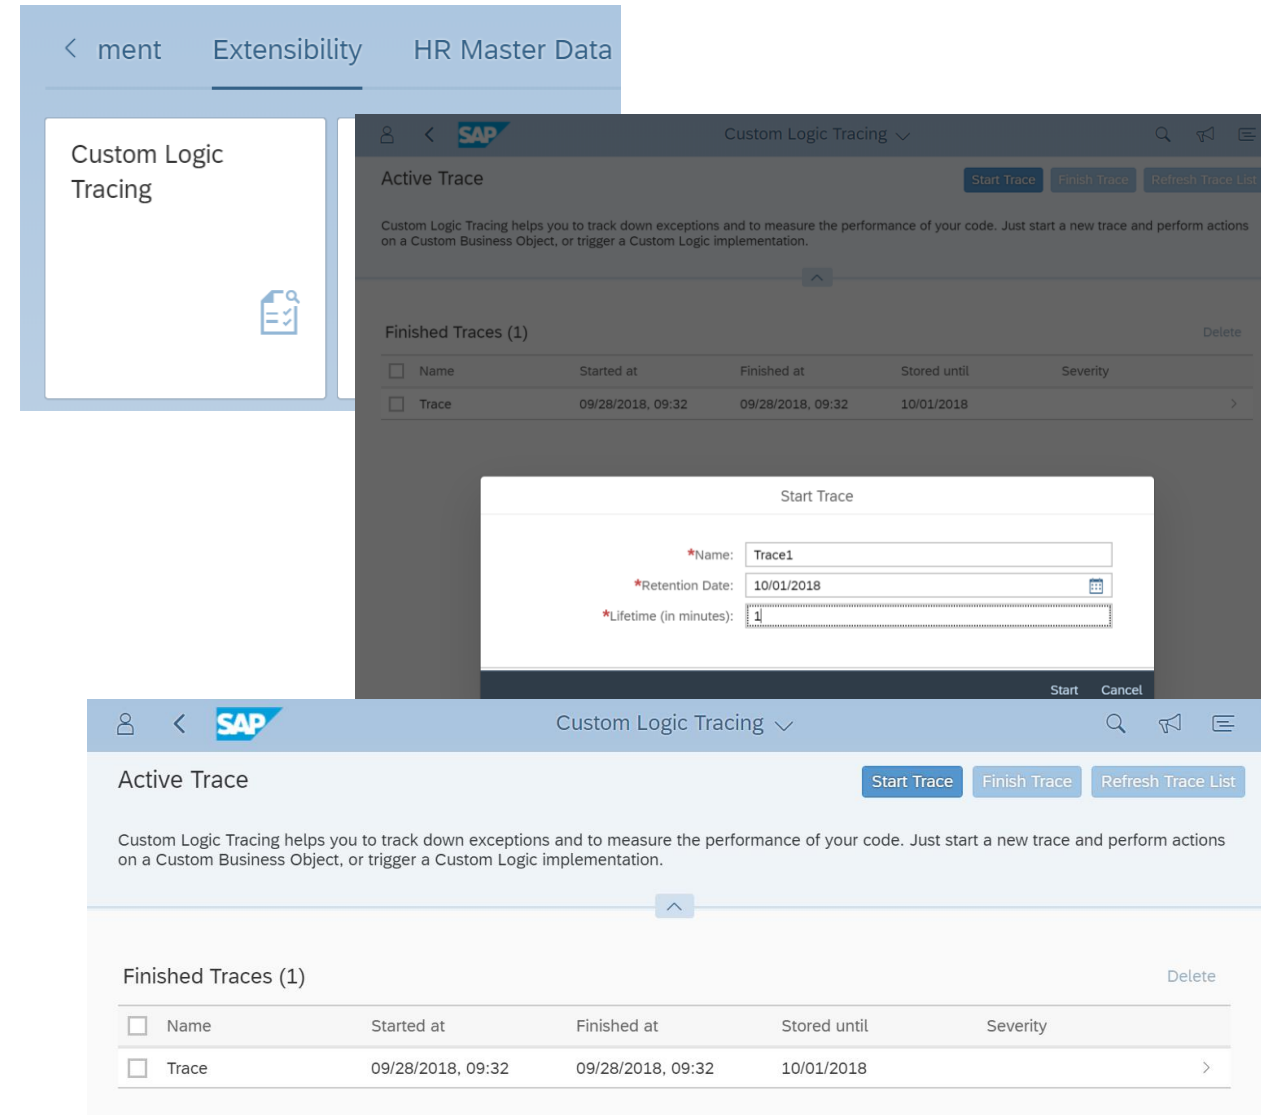 ment Extensibility HR Master Data
Custom Logic
Tracing
SAP Custom Logic Tracing
Active Trace Start Trace Finish Trace Refresh Trace List
Custom Logic Tracing helps you to track down exceptions and to measure the performance of your code. Just start a new trace and perform actions
on a Custom Business Object, or trigger a Custom Logic implementation.
Finished Traces (1) Delete
Name Started at Finished at Stored until Severity
Trace 09/28/2018, 09:32 09/28/2018, 09:32 10/01/2018
Start Trace
*Name: Trace1
*Retention Date: 10/01/2018
*Lifetime (in minutes): 1
Start Cancel
SAP Custom Logic Tracing
Active Trace Start Trace Finish Trace Refresh Trace List
Custom Logic Tracing helps you to track down exceptions and to measure the performance of your code. Just start a new trace and perform actions
on a Custom Business Object, or trigger a Custom Logic implementation.
Finished Traces (1) Delete
Name Started at Finished at Stored until Severity
Trace 09/28/2018, 09:32 09/28/2018, 09:32 10/01/2018